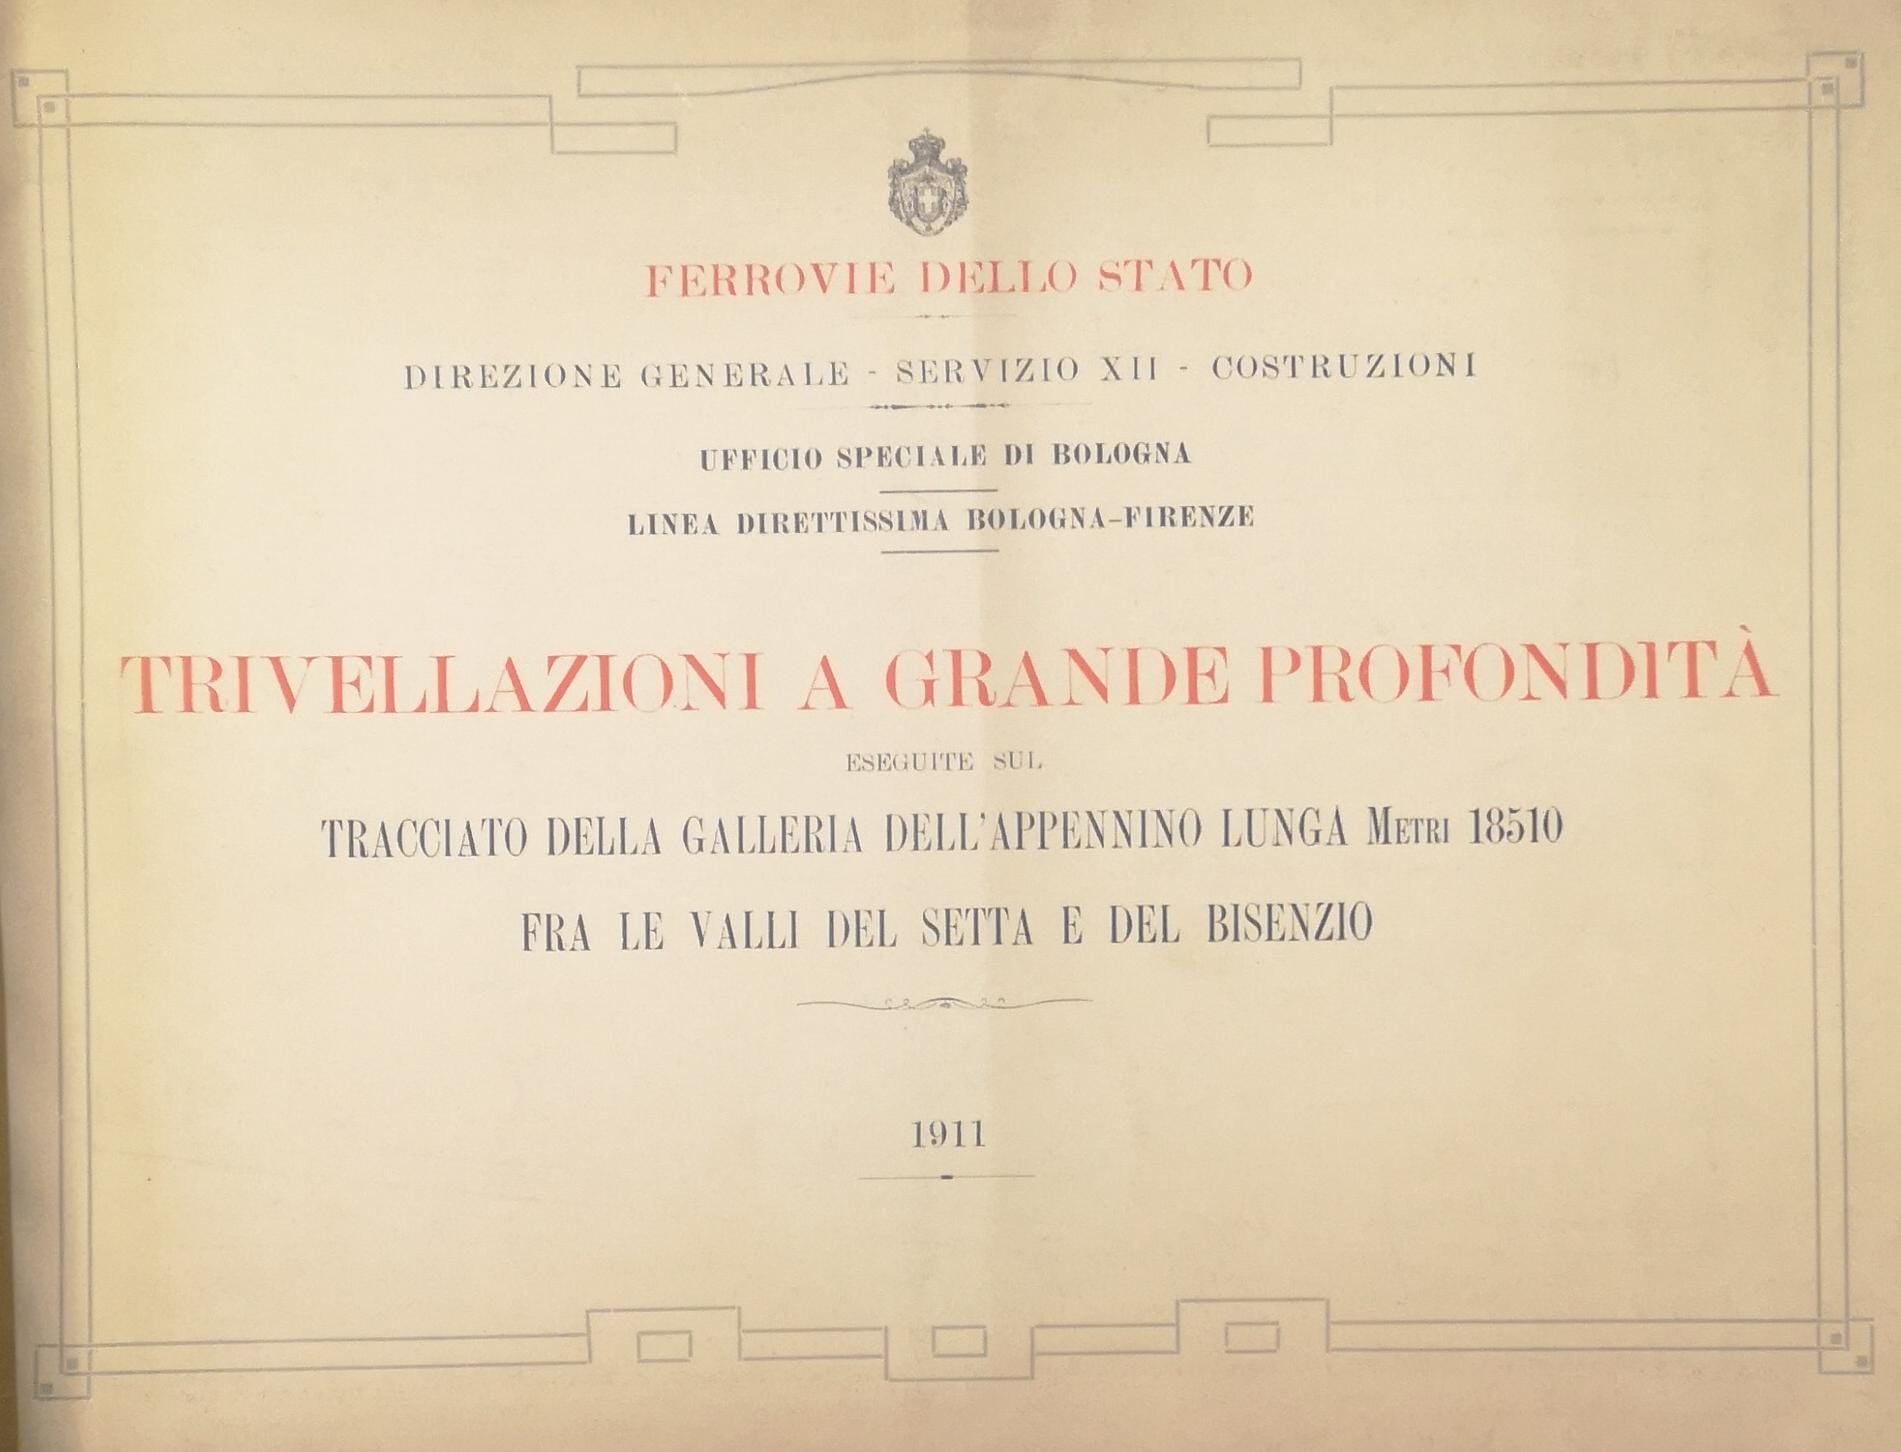 FERROVIE DELLO STATO
DIREZIONE GENERALE - SERVIZIO XII - COSTRUZIONI
UFFICIO SPECIALE DI BOLOGNA
LINEA DIRETTISSIMA BOLOGNA-FIRENZE
TRIVELLAZIONI A GRANDE PROFONDITÀ
ESEGUITE SUL
TRACCIATO DELLA GALLERIA DELL'APPENNINO LUNGA METRI 18510
FRA LE VALLI DEL SETTA E DEL BISENZIO
1911